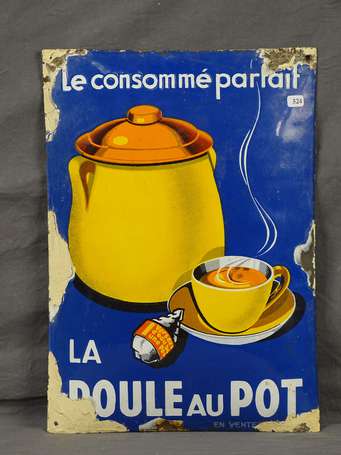 Le consommé parfait
524
LA
POULE AU POT
EN VENTE